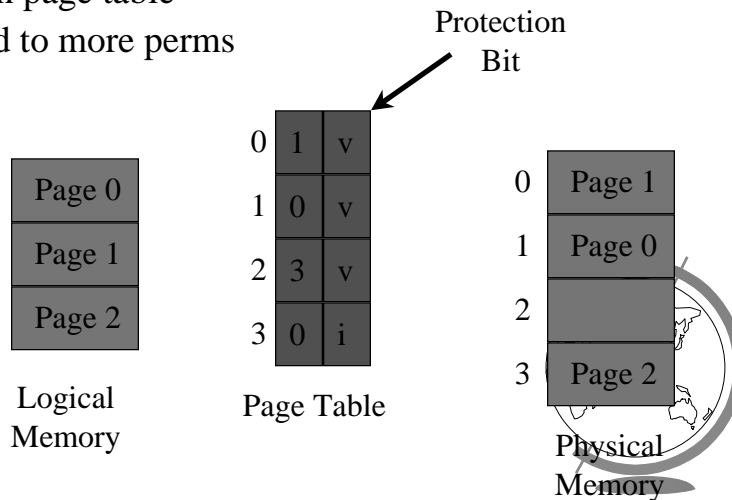 page table
d to more perms
Protection
Bit
Page 0
Page 1
Page 2
Logical
Memory
0 1 v
1 0 v
2 3 v
3 0 i
Page Table
0 Page 1
1 Page 0
2
3 Page 2
Physical
Memory